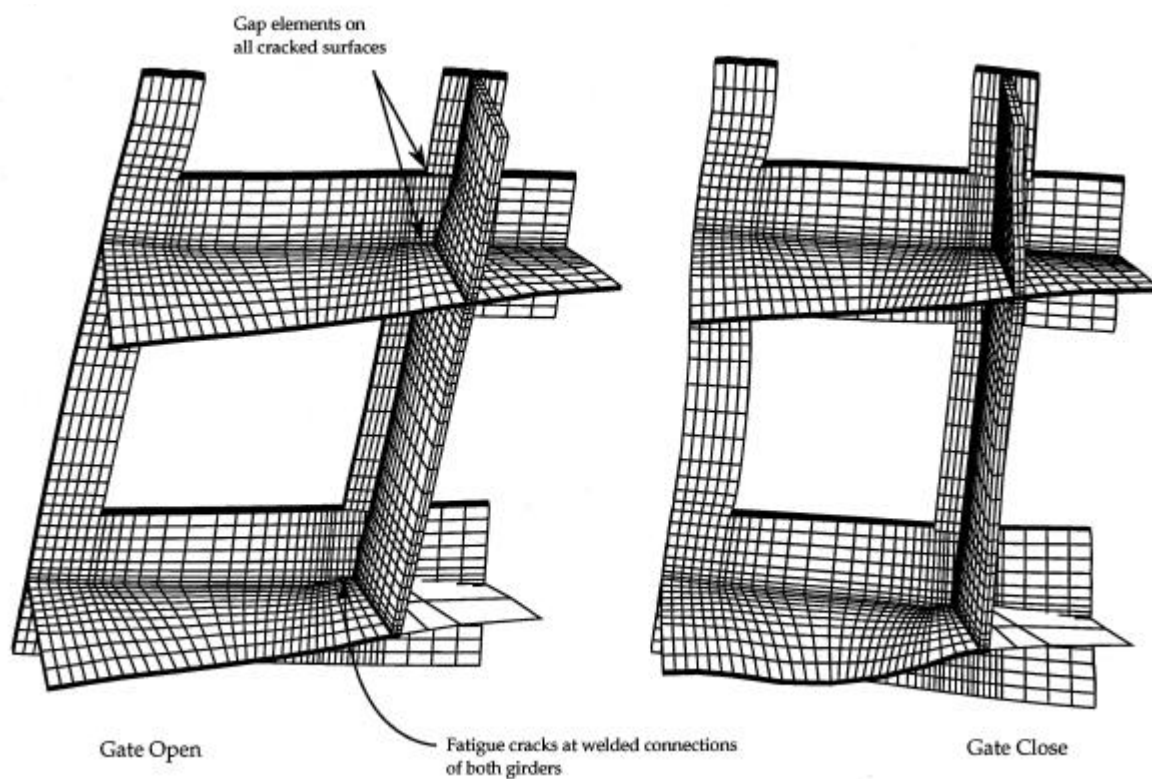 Gap elements on
all cracked surfaces
Gate Open
Fatigue cracks at welded connections
of both girders
Gate Close